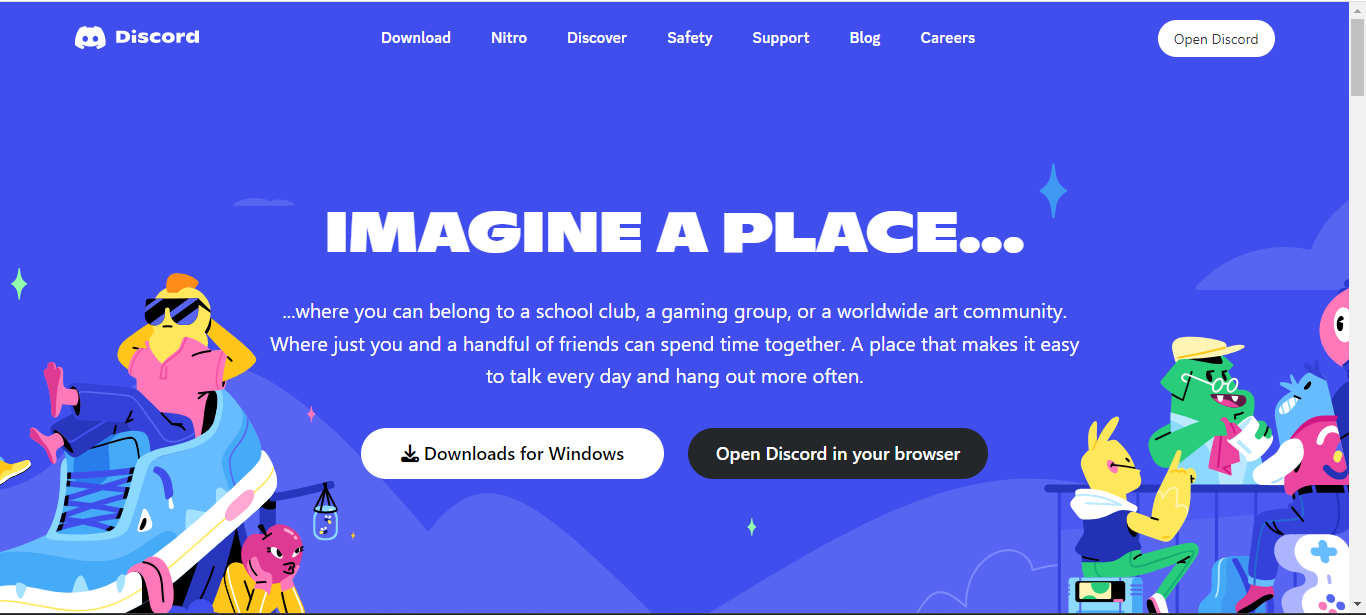 Discord
Download
Nitro
Discover
Safety
Support
Blog
Careers
Open Discord
IMAGINE A PLACE...
...where you can belong to a school club, a gaming group, or a worldwide art community.
Where just you and a handful of friends can spend time together. A place that makes it easy
to talk every day and hang out more often.
Downloads for Windows
Open Discord in your browser